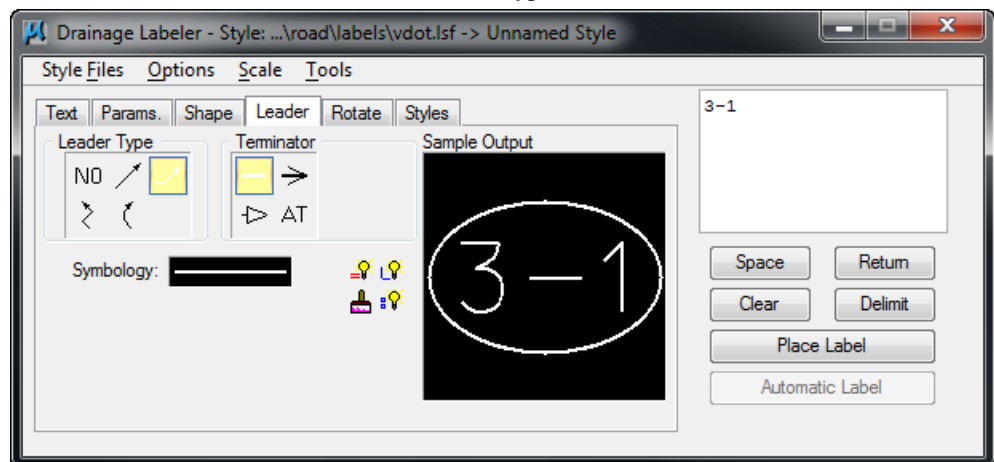 Drainage Labeler - Style: ...\road\labels\vdot.lsf -> Unnamed Style
Style Files Options Scale Tools
Text Params. Shape Leader Rotate Styles
Leader Type
Terminator
Sample Output
NO
AT
Symbology:
3-1
3-1
Space Return
Clear Delimit
Place Label
Automatic Label